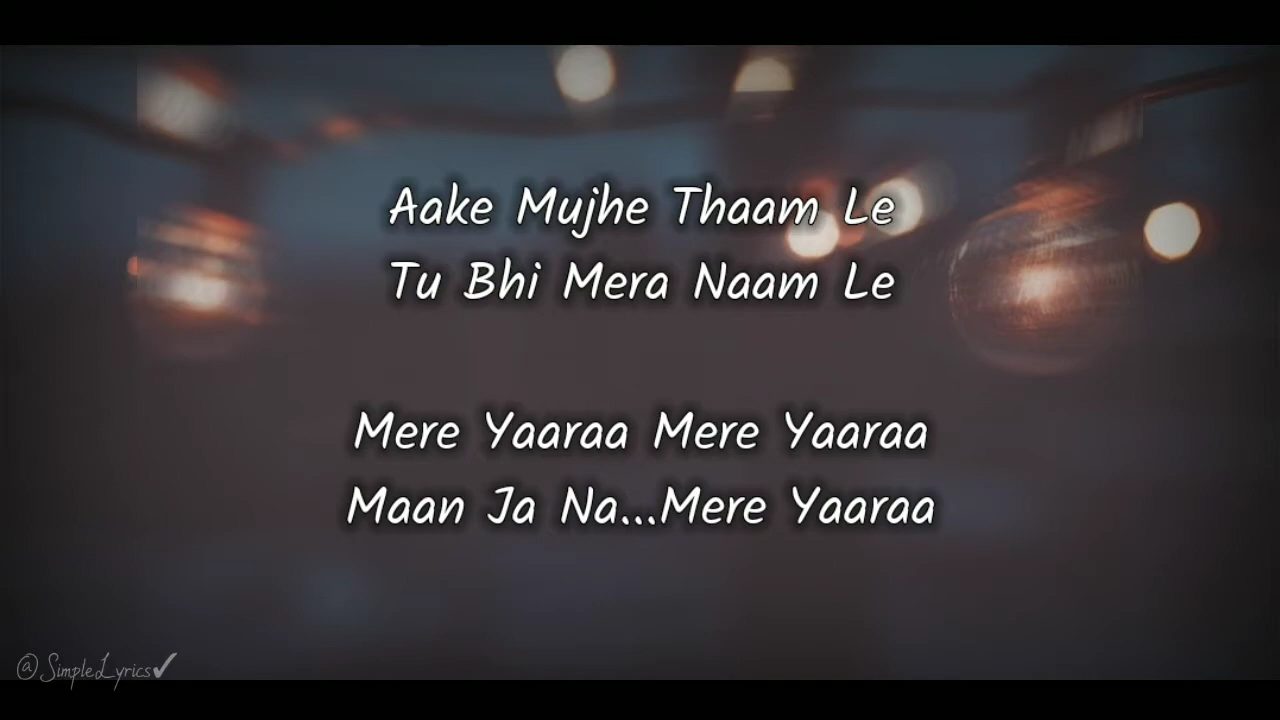 Aake Mujhe Thaam Le
Tu Bhi Mera Naam Le
Mere Yaaraa Mere Yaaraa
Maan Ja Na...Mere Yaaraa
@SimpleLyrics✔